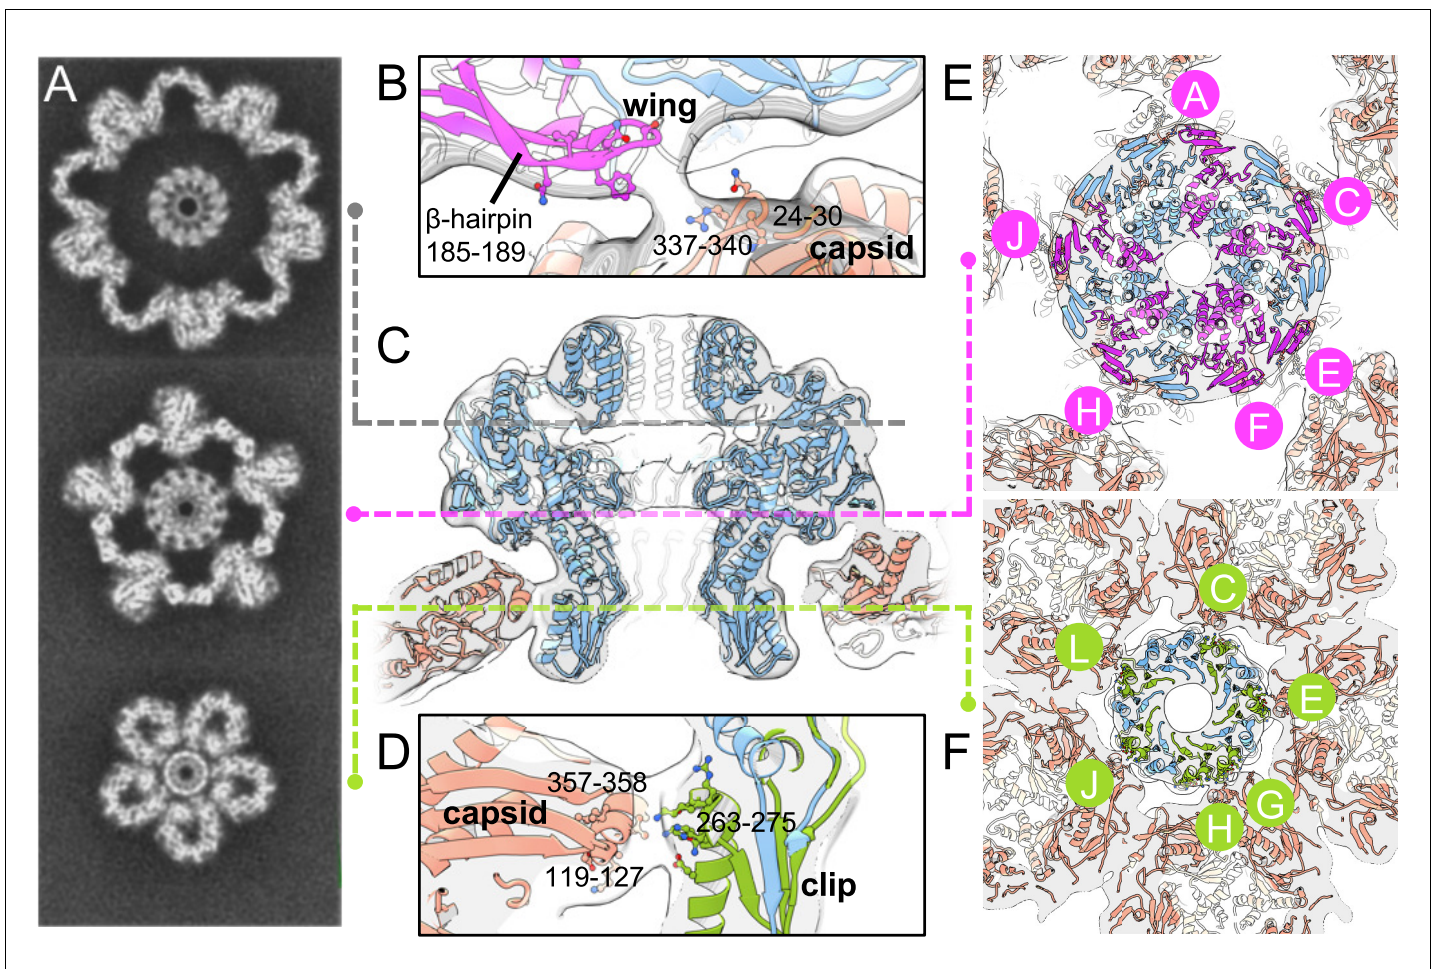 A
B
wing
β-hairpin
185-189
24-30
337-340
capsid
C
D
357-358
capsid
263-275
119-127
clip
E
A
C
J
E
H
F
F
C
L
E
J
G
H